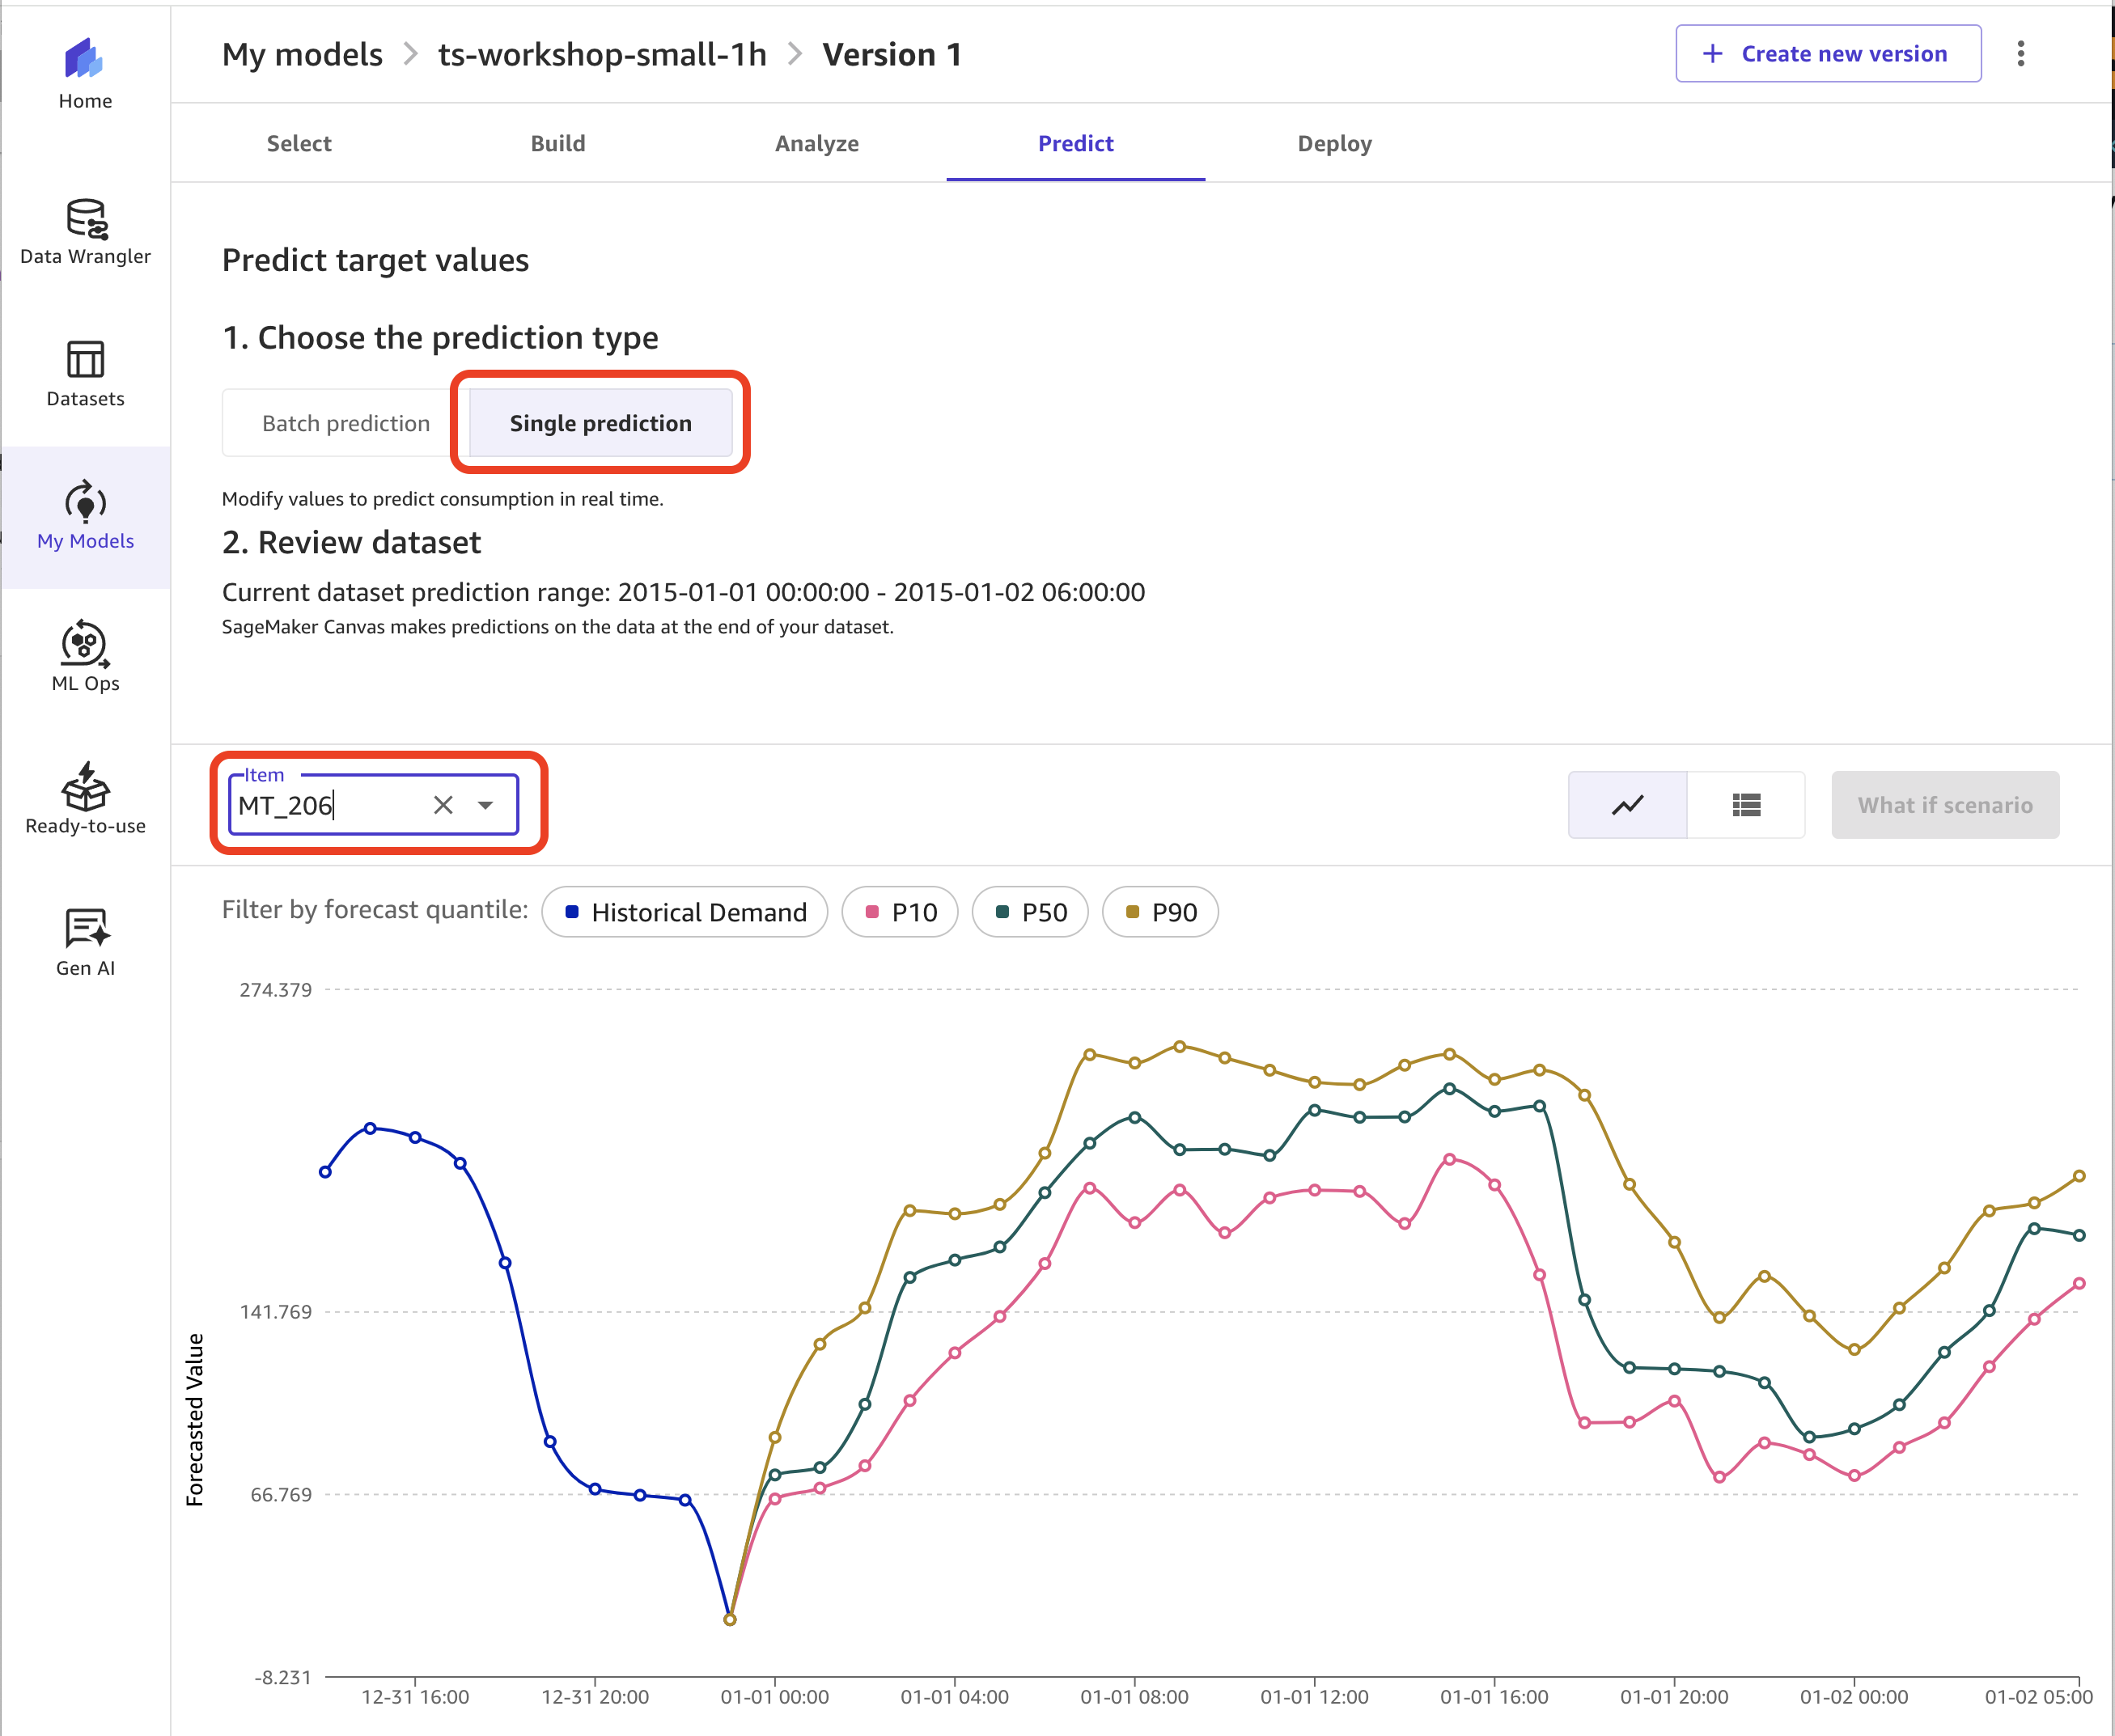 Home
Data Wrangler
Datasets
My Models
ML Ops
Ready-to-use
Gen AI
My models > ts-workshop-small-1h > Version 1
+ Create new version
Select Build Analyze Predict Deploy
Predict target values
1. Choose the prediction type
Batch prediction Single prediction
Modify values to predict consumption in real time.
2. Review dataset
Current dataset prediction range: 2015-01-01 00:00:00 - 2015-01-02 06:00:00
SageMaker Canvas makes predictions on the data at the end of your dataset.
Item
MT_206
What if scenario
Filter by forecast quantile: Historical Demand P10 P50 P90
274.379
141.769
66.769
-8.231
Forecasted Value
12-31 16:00 12-31 20:00 01-01 00:00 01-01 04:00 01-01 08:00 01-01 12:00 01-01 16:00 01-01 20:00 01-02 00:00 01-02 05:00